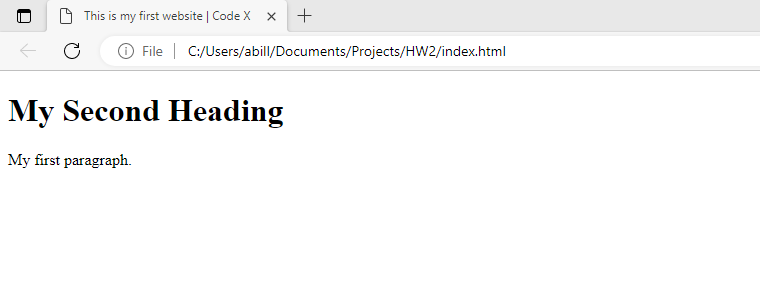 This is my first website | Code X
File | C:/Users/abill/Documents/Projects/HW2/index.html
My Second Heading
My first paragraph.